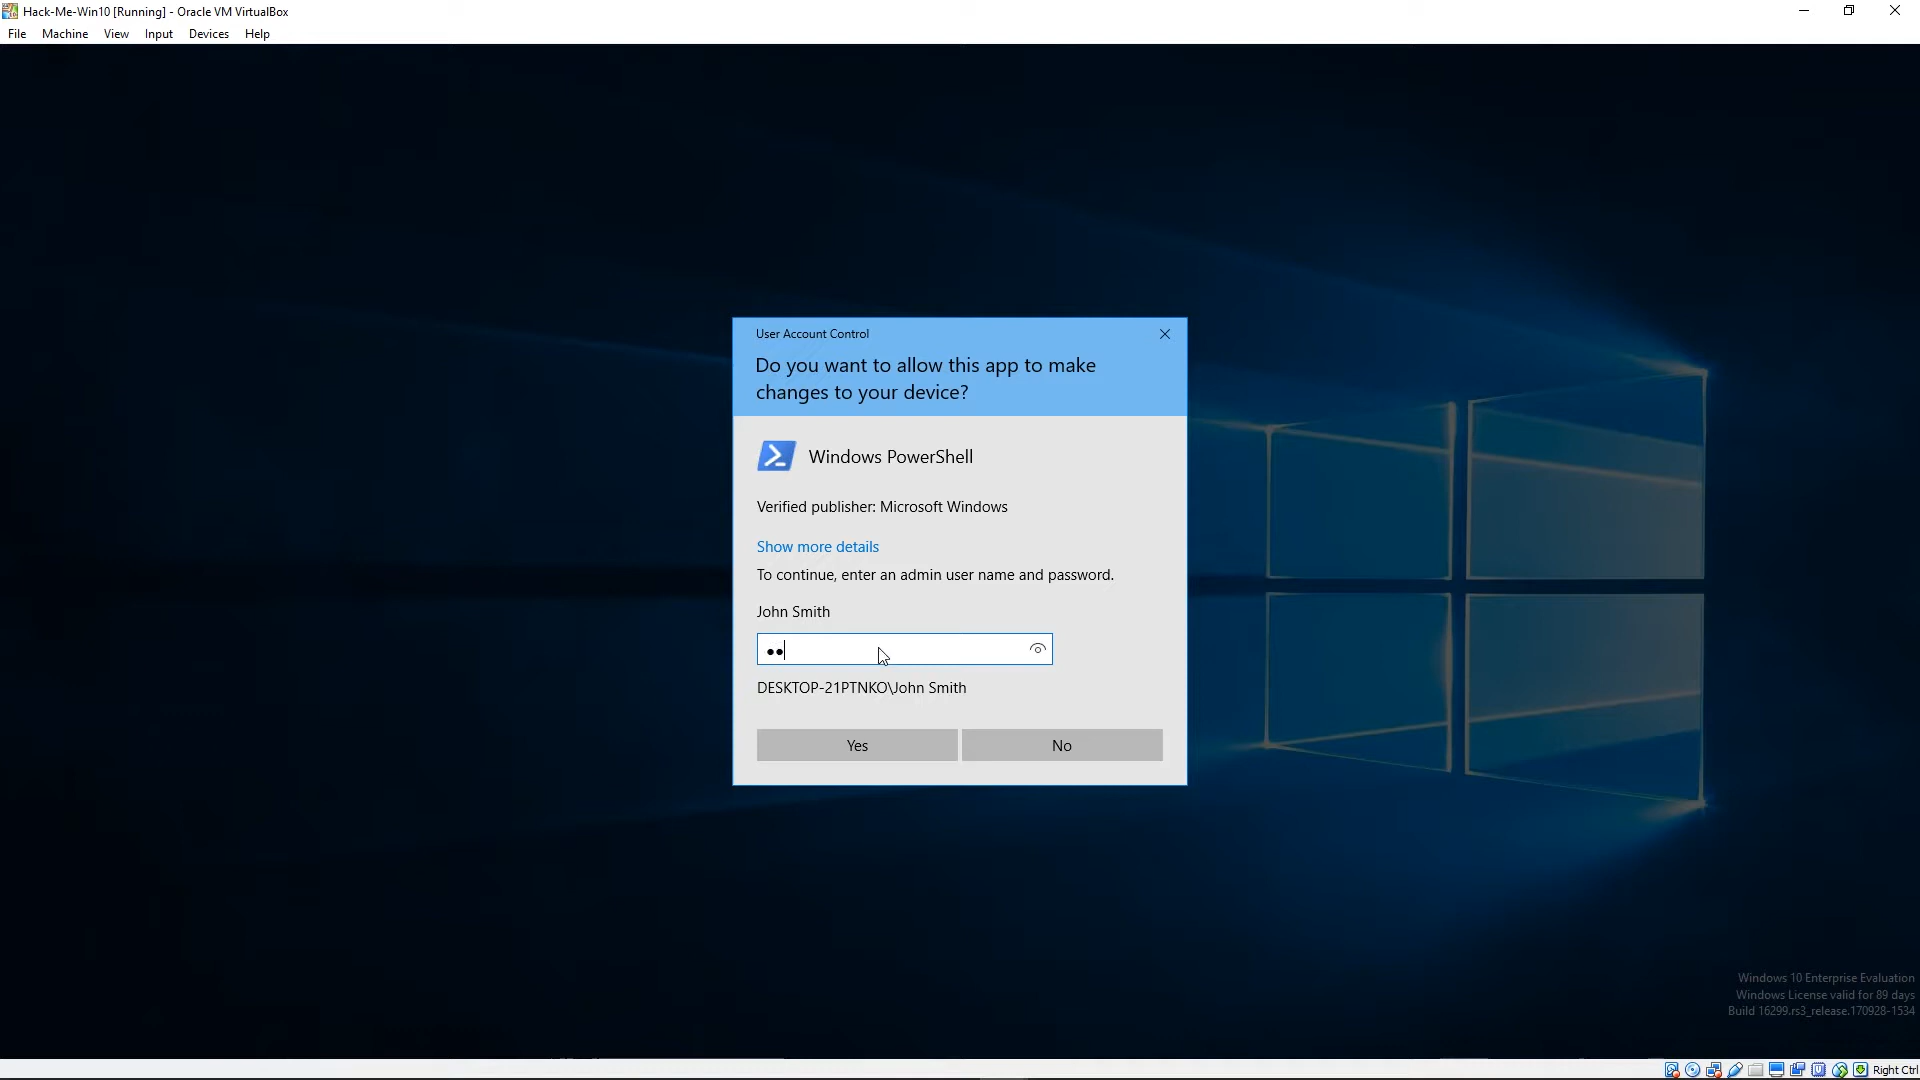 Hack-Me-Win10 [Running] - Oracle VM VirtualBox
File Machine View Input Devices Help
User Account Control
Do you want to allow this app to make
changes to your device?
Windows PowerShell
Verified publisher: Microsoft Windows
Show more details
To continue, enter an admin user name and password.
John Smith
DESKTOP-21PTNKO\John Smith
Yes No
Windows 10 Enterprise Evaluation
Windows License valid for 89 days
Build 16299.rs3_release.170928-1534
Right Ctrl